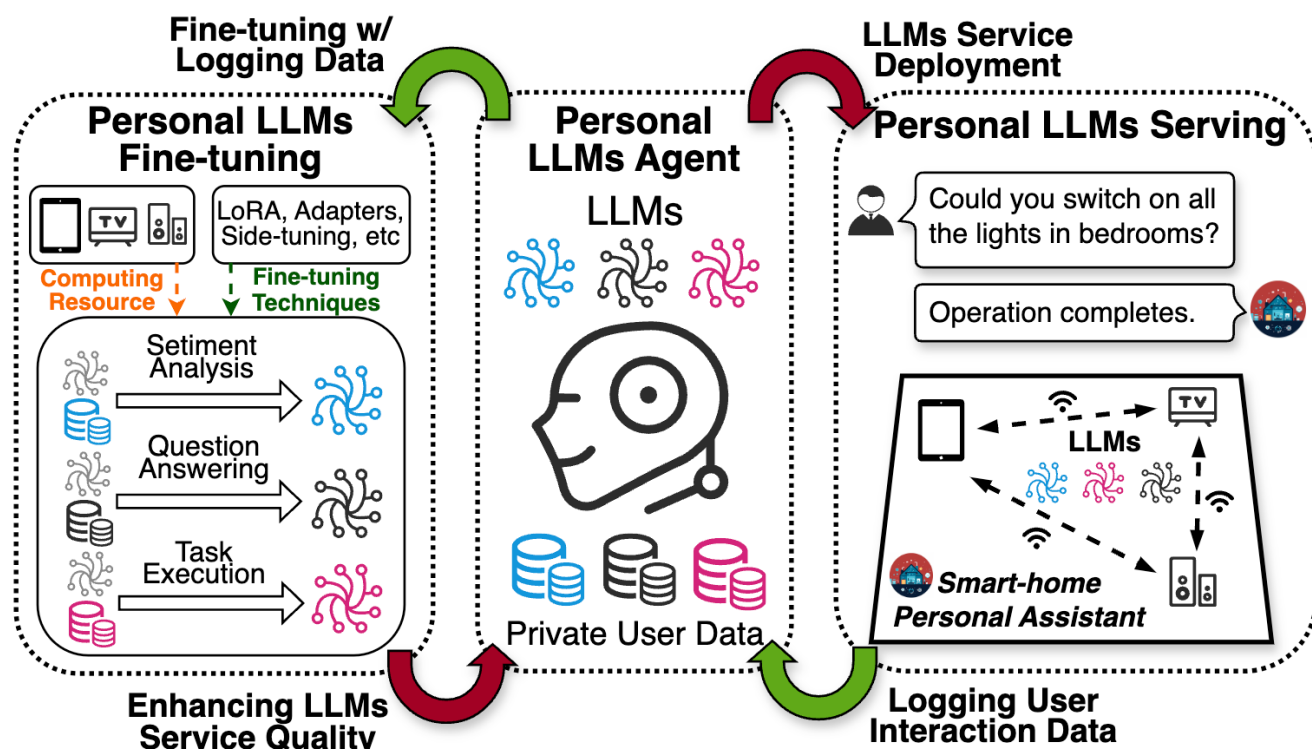 Fine-tuning w/
Logging Data
LLMs Service
Deployment
Personal LLMs
Fine-tuning
LoRA, Adapters,
Side-tuning, etc
TV
Computing
Resource
Fine-tuning
Techniques
Setiment
Analysis
Question
Answering
Task
Execution
Enhancing LLMs
Service Quality
Personal
LLMs Agent
LLMs
Private User Data
Personal LLMs Serving
Could you switch on all
the lights in bedrooms?
Operation completes.
TV
LLMs
Smart-home
Personal Assistant
Logging User
Interaction Data